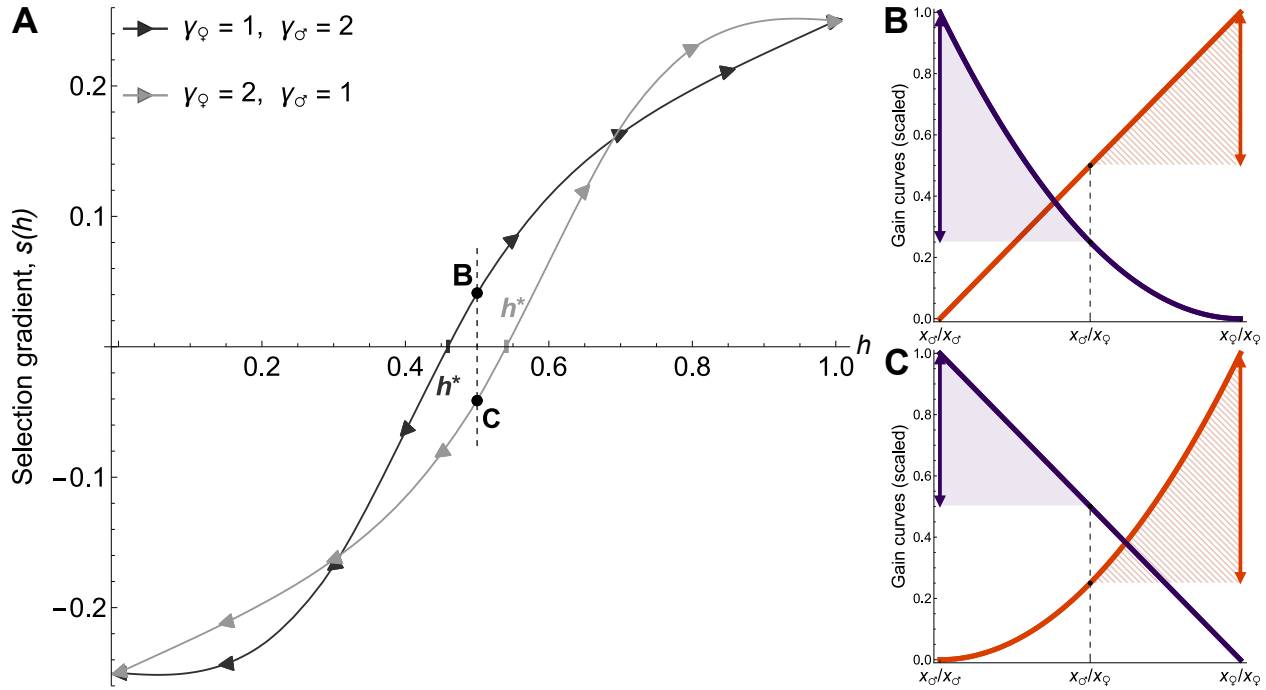 A
γ♀ = 1, γ♂ = 2
γ♀ = 2, γ♂ = 1
Selection gradient, s(h)
0.2
0.1
−0.1
−0.2
0.2
0.4
0.6
0.8
1.0
h
B
h*
h*
C
B
Gain curves (scaled)
1.0
0.8
0.6
0.4
0.2
0.0
x♂/x♂
x♂/x♀
x♀/x♀
C
Gain curves (scaled)
1.0
0.8
0.6
0.4
0.2
0.0
x♂/x♂
x♂/x♀
x♀/x♀